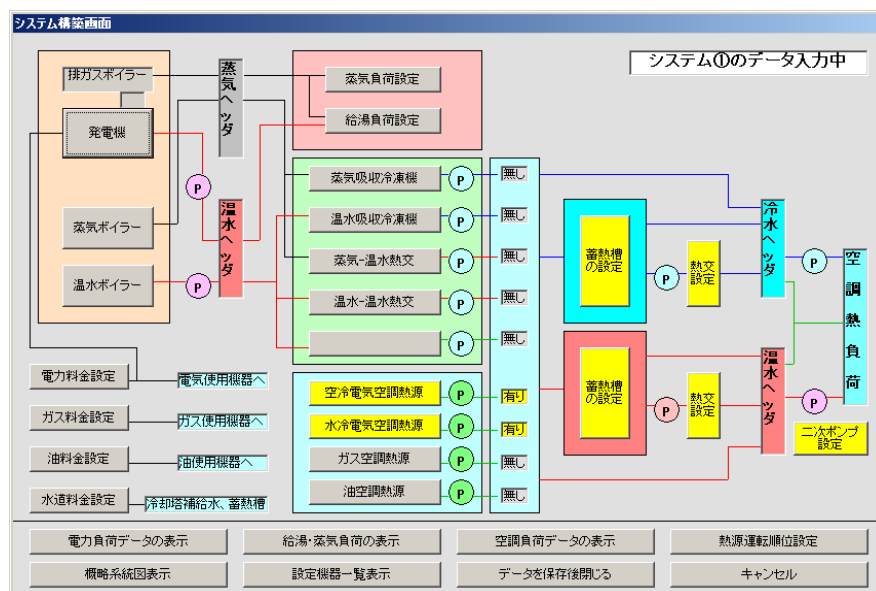 システム構築画面
システム①のデータ入力中
排ガスボイラー
発電機
蒸気ボイラー
温水ボイラー
P
P
蒸気ヘッダ
温水ヘッダ
蒸気負荷設定
給湯負荷設定
蒸気吸収冷凍機
P
無し
温水吸収冷凍機
P
無し
蒸気-温水熱交
P
無し
温水-温水熱交
P
無し
P
無し
空冷電気空調熱源
P
有り
水冷電気空調熱源
P
有り
ガス空調熱源
P
無し
油空調熱源
P
無し
蓄熱槽
の設定
P
熱交
設定
冷水ヘッダ
P
蓄熱槽
の設定
P
熱交
設定
温水ヘッダ
P
空調熱負荷
二次ポンプ
設定
電力料金設定
電気使用機器へ
ガス料金設定
ガス使用機器へ
油料金設定
油使用機器へ
水道料金設定
冷却塔補給水、蓄熱槽
電力負荷データの表示
給湯・蒸気負荷の表示
空調負荷データの表示
熱源運転順位設定
概略系統図表示
設定機器一覧表示
データを保存後閉じる
キャンセル